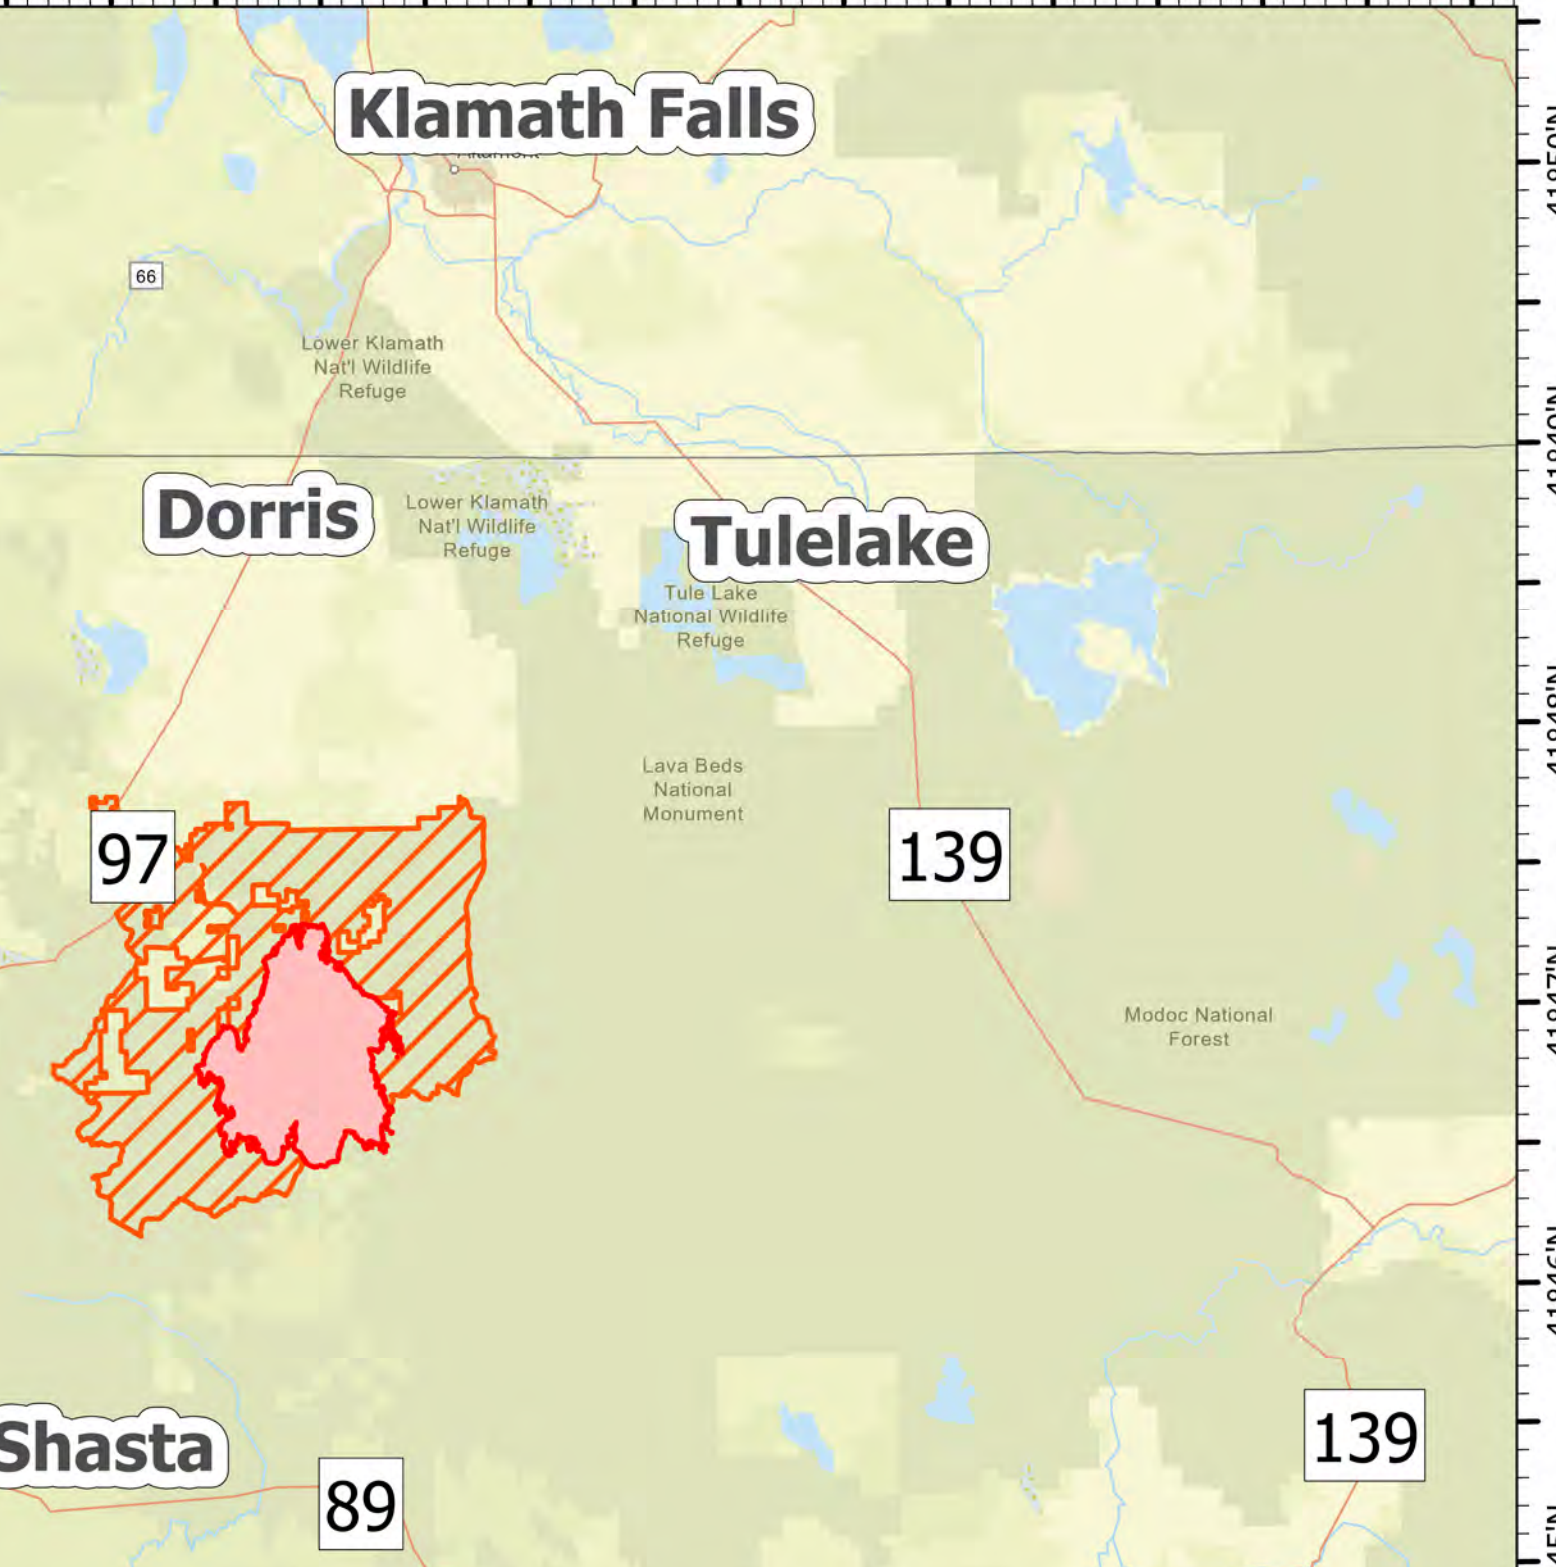 Klamath Falls
66
Lower Klamath
Nat'l Wildlife
Refuge
Dorris
Lower Klamath
Nat'l Wildlife
Refuge
Tulelake
Tule Lake
National Wildlife
Refuge
Lava Beds
National
Monument
97
139
Modoc National
Forest
Shasta
89
139